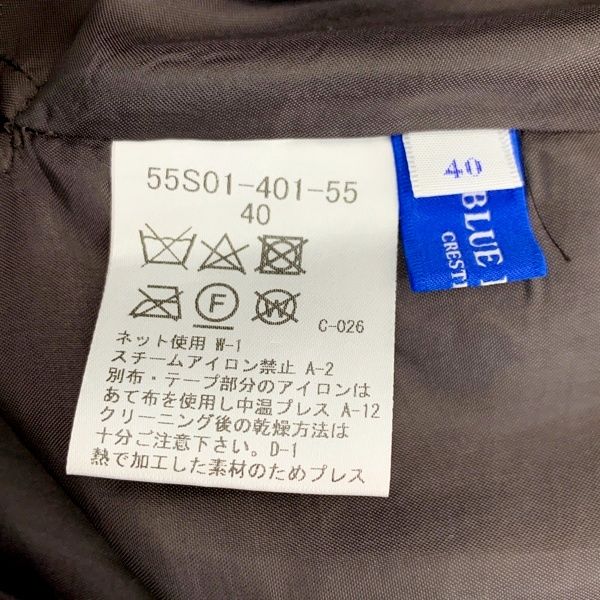 55S01-401-55
40
F
W
C-026
ネット使用 W-1
スチームアイロン禁止 A-2
別布・テープ部分のアイロンは
あて布を使用し中温プレス A-12
クリーニング後の乾燥方法は
十分ご注意下さい。D-1
熱で加工した素材のためプレス
40
BLUE
CREST